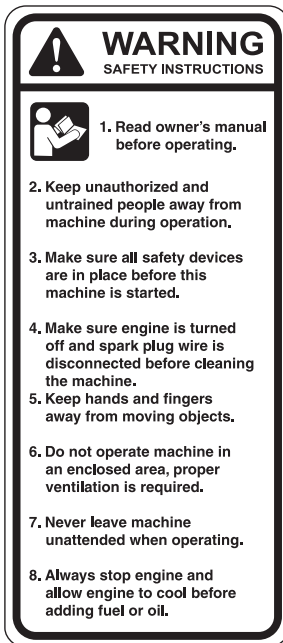 WARNING
SAFETY INSTRUCTIONS
1. Read owner's manual
before operating.
2. Keep unauthorized and
untrained people away from
machine during operation.
3. Make sure all safety devices
are in place before this
machine is started.
4. Make sure engine is turned
off and spark plug wire is
disconnected before cleaning
the machine.
5. Keep hands and fingers
away from moving objects.
6. Do not operate machine in
an enclosed area, proper
ventilation is required.
7. Never leave machine
unattended when operating.
8. Always stop engine and
allow engine to cool before
adding fuel or oil.